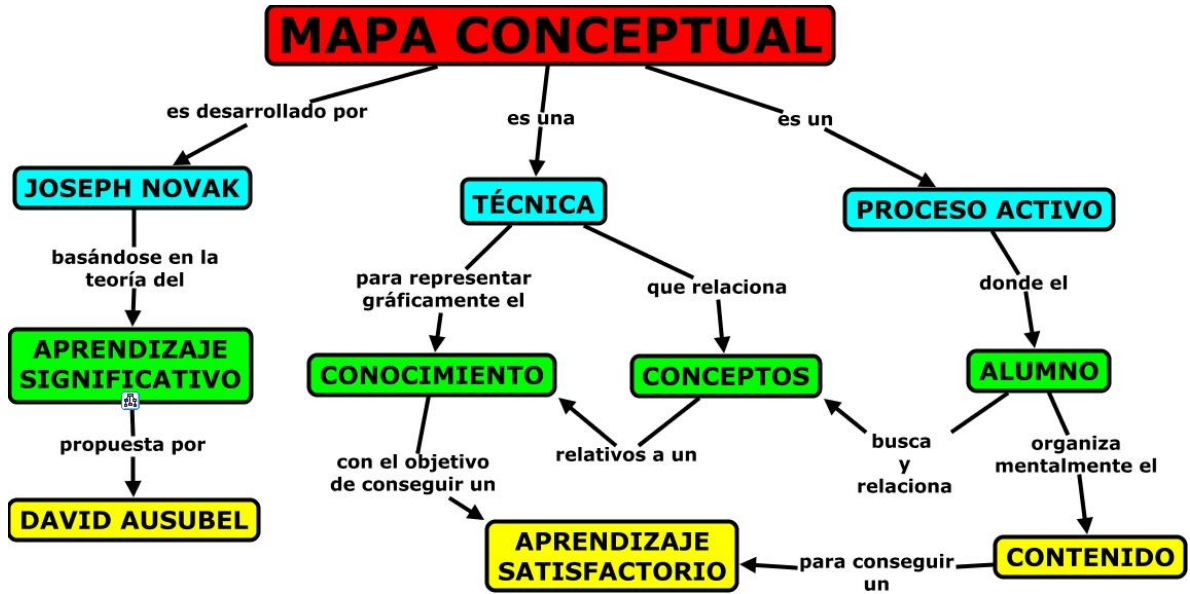 MAPA CONCEPTUAL
es desarrollado por
es una
es un
JOSEPH NOVAK
TÉCNICA
PROCESO ACTIVO
basándose en la
teoría del
para representar
gráficamente el
que relaciona
donde el
APRENDIZAJE
SIGNIFICATIVO
CONOCIMIENTO
CONCEPTOS
ALUMNO
propuesta por
con el objetivo
de conseguir un
relativos a un
busca
y
relaciona
organiza
mentalmente el
DAVID AUSUBEL
APRENDIZAJE
SATISFACTORIO
para conseguir
un
CONTENIDO